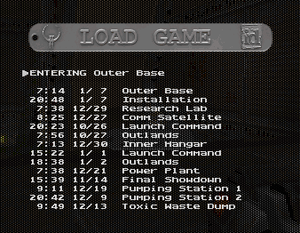 LOAD GAME
ENTERING Outer Base
7:14 1/ 7 Outer Base
20:48 1/ 7 Installation
7:38 12/29 Research Lab
8:25 12/27 Comm Satellite
20:23 10/26 Launch Command
7:56 10/27 Outlands
7:13 12/30 Inner Hangar
15:22 1/ 1 Launch Command
18:38 1/ 2 Outlands
7:38 12/21 Power Plant
15:39 11/14 Final Showdown
9:11 12/19 Pumping Station 1
20:42 12/ 9 Pumping Station 2
9:49 12/13 Toxic Waste Dump